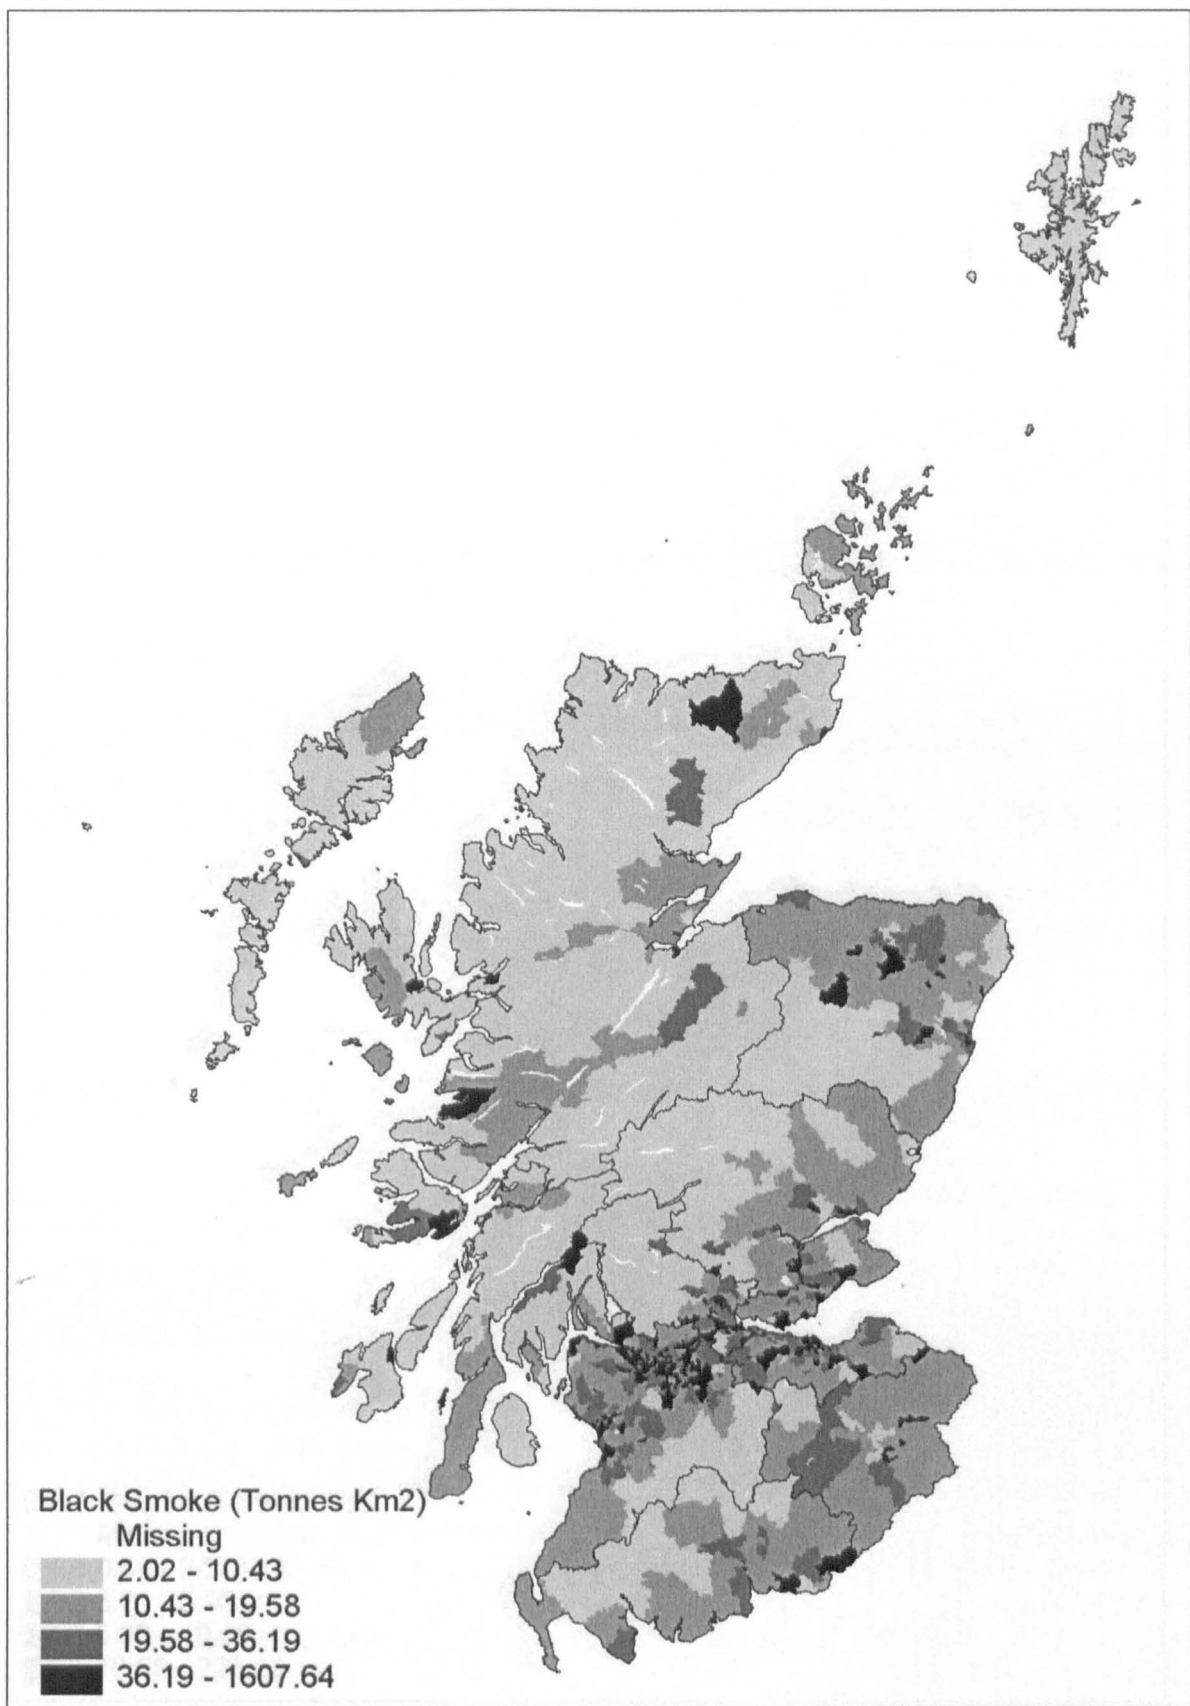 Black Smoke (Tonnes Km2)
Missing
2.02 - 10.43
10.43 - 19.58
19.58 - 36.19
36.19 - 1607.64